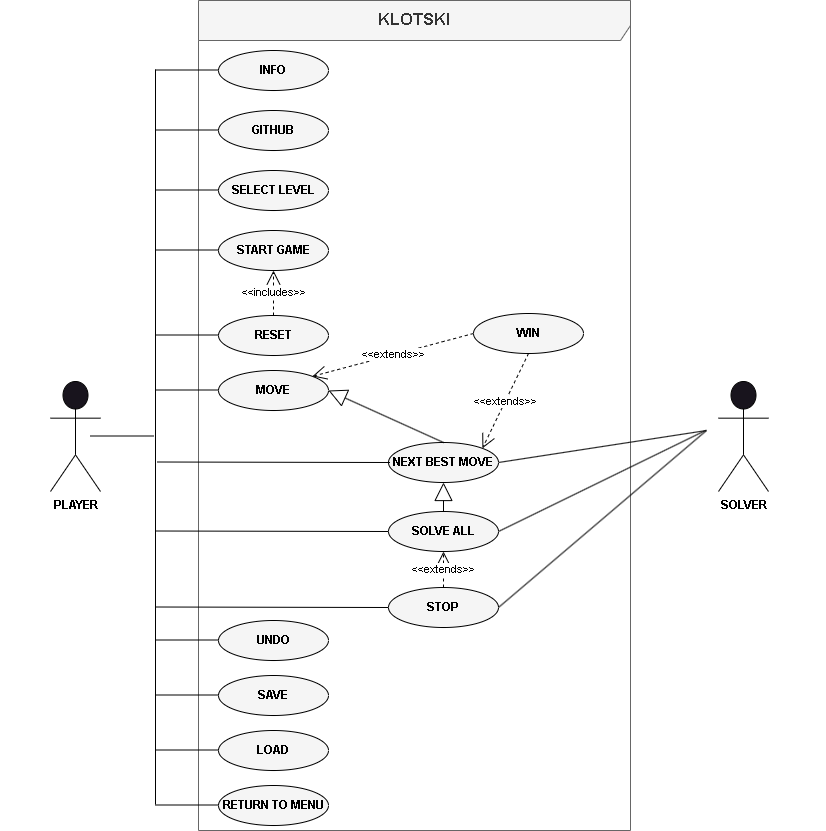 KLOTSKI
INFO
GITHUB
SELECT LEVEL
START GAME
<<includes>>
RESET
WIN
<<extends>>
MOVE
<<extends>>
NEXT BEST MOVE
PLAYER
SOLVER
SOLVE ALL
<<extends>>
STOP
UNDO
SAVE
LOAD
RETURN TO MENU